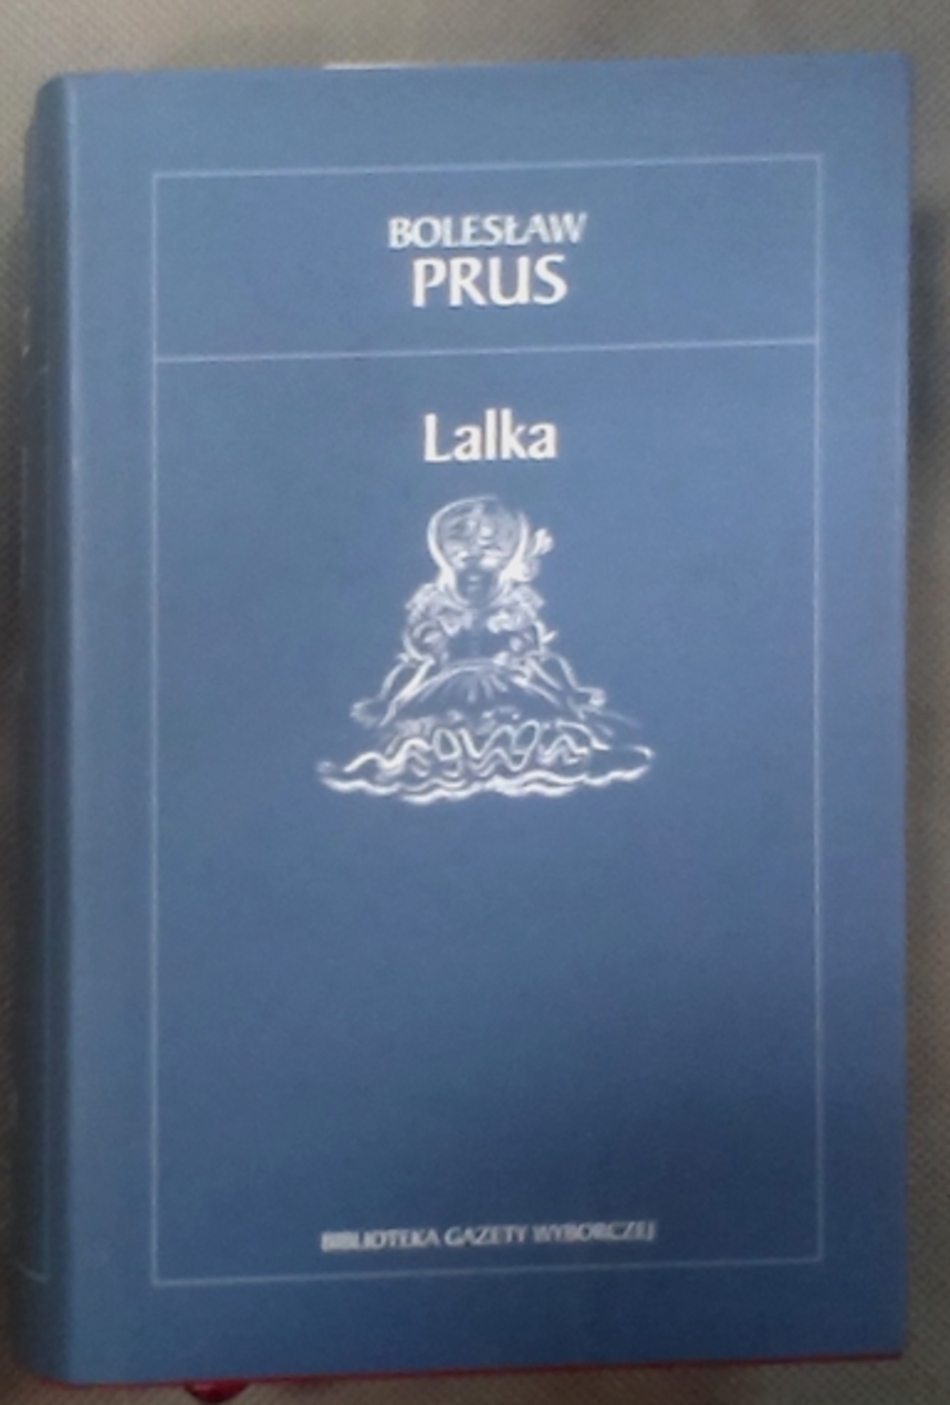 BOLESŁAW
PRUS
Lalka
BIBLIOTEKA GAZETY WYBORCZEJ